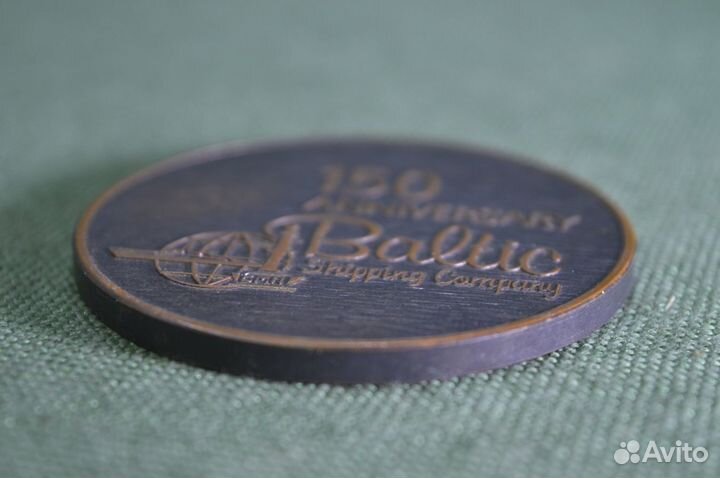 150
ANNIVERSARY
Baltic
Shipping Company
Avito